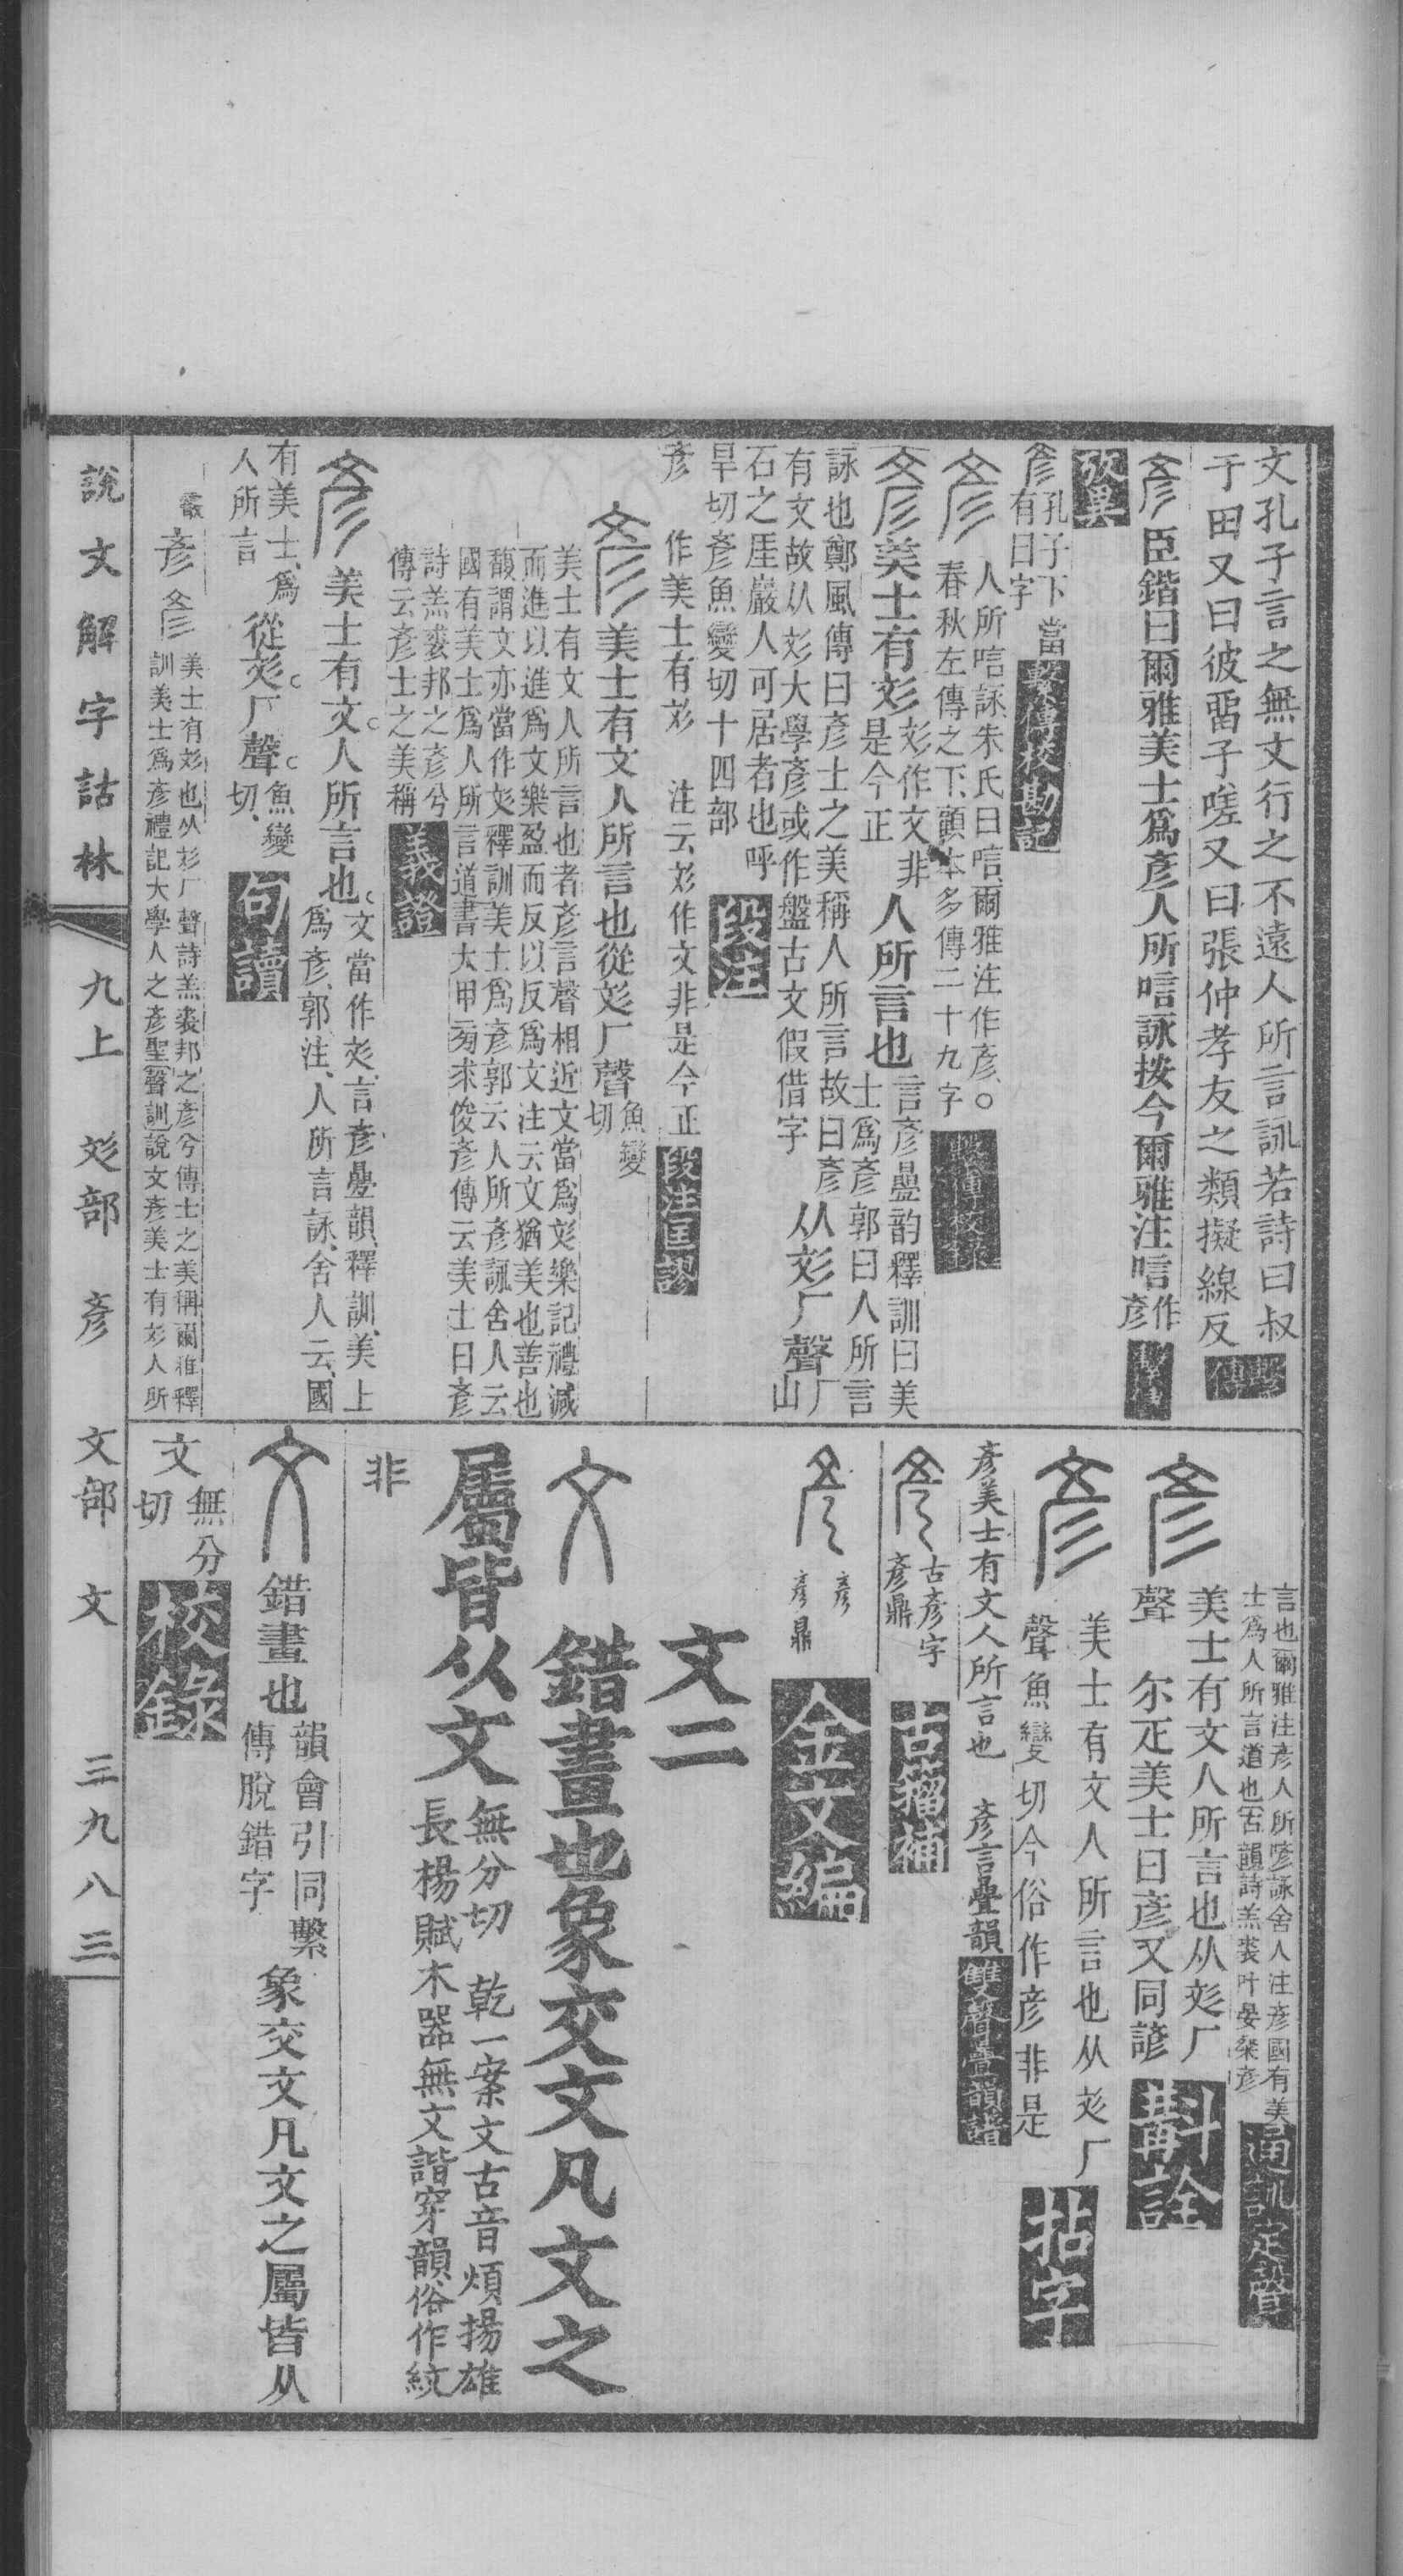 文孔子言之無文行之不遠人所言詠若詩曰叔
于田又曰彼畱子嗟又曰張仲孝友之類擬線反 繫傳
彥臣鍇曰爾雅美士爲彥人所唁詠按今爾雅注唁作彥
攷異
彥孔子下當有曰字 繫傳校勘記
人所唁詠朱氏曰唁爾雅注作彥○
春秋左傳之下顧本多傳二十九字
美士有彣 彣作文非是今正 人所言也 言彥曡韵釋訓曰美士爲彥郭曰人所言
詠也鄭風傳曰彥士之美稱人所言故曰彥 从彣厂聲 厂山
有文故从彣大學彥或作盤古文假借字
石之厓巖人可居者也呼
旱切彥魚變切十四部 段注
彥 作美士有彣 注云彣作文非是今正 段注匡謬
美士有文人所言也從彣厂聲 魚變切
美士有文人所言也者彥言聲相近文當爲彣樂記禮減
而進以進爲文樂盈而反以反爲文注云文猶美也善也
馥謂文亦當作彣釋訓美士爲彥郭云人所彥詠舍人云
國有美士爲人所言道書大甲旁求俊彥傳云美士曰彥
詩羔裘邦之彥兮
傳云彥士之美稱 義證
美士有文人所言也 文當作彣、言彥曡韻、釋訓、美士
爲彥、郭注、人所言詠、舍人云、國
有美士、爲人所言 從彣厂聲 魚變切、 句讀
彥 美士有彣也从彣厂聲詩羔裘邦之彥兮傳士之美稱爾雅釋
訓美士爲彥禮記大學人之彥聖聲訓說文彥美士有彣人所
言也爾雅注彥人所喭詠舍人注彥國有美
士爲人所言道也古韻詩羔裘叶晏粲彥 通訓定聲
美士有文人所言也从彣厂
聲 尔疋美士曰彥又同諺 斠詮
美士有文人所言也从彣厂
聲魚變切今俗作彦非是 拈字
彥美士有文人所言也 彥言疊韻 雙聲疊韻譜
古彥字 彥鼎 古籀補
彥 彥鼎 金文編
文二
錯畫也象交文凡文之
屬皆从文 無分切 乾一案文古音煩揚雄
長楊賦木器無文諧穿韻俗作紋
非
錯畫也 韻會引同繫傳脫錯字 象交文凡文之屬皆从
文 無分切 校錄
說文解字詁林 九上 彣部 彥 文部 文 三九八三